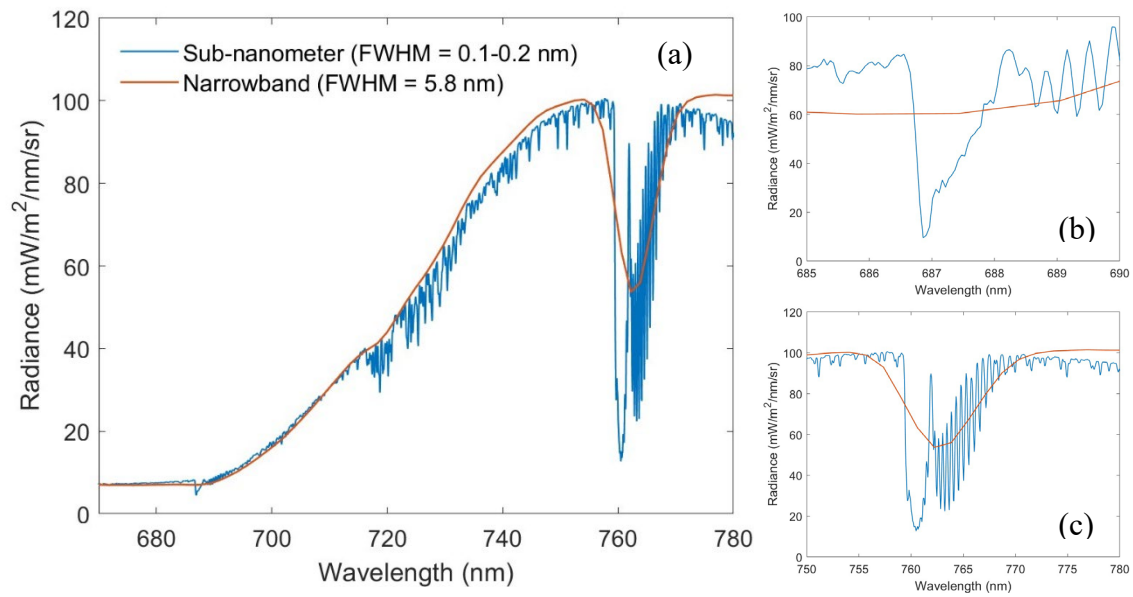 Sub-nanometer (FWHM = 0.1-0.2 nm)
Narrowband (FWHM = 5.8 nm)
(a)
120
100
80
60
40
20
0
Radiance (mW/m²/nm/sr)
680 700 720 740 760 780
Wavelength (nm)
100
80
60
40
20
0
Radiance (mW/m²/nm/sr)
(b)
685 686 687 688 689 690
Wavelength (nm)
120
100
80
60
40
20
0
Radiance (mW/m²/nm/sr)
(c)
750 755 760 765 770 775 780
Wavelength (nm)